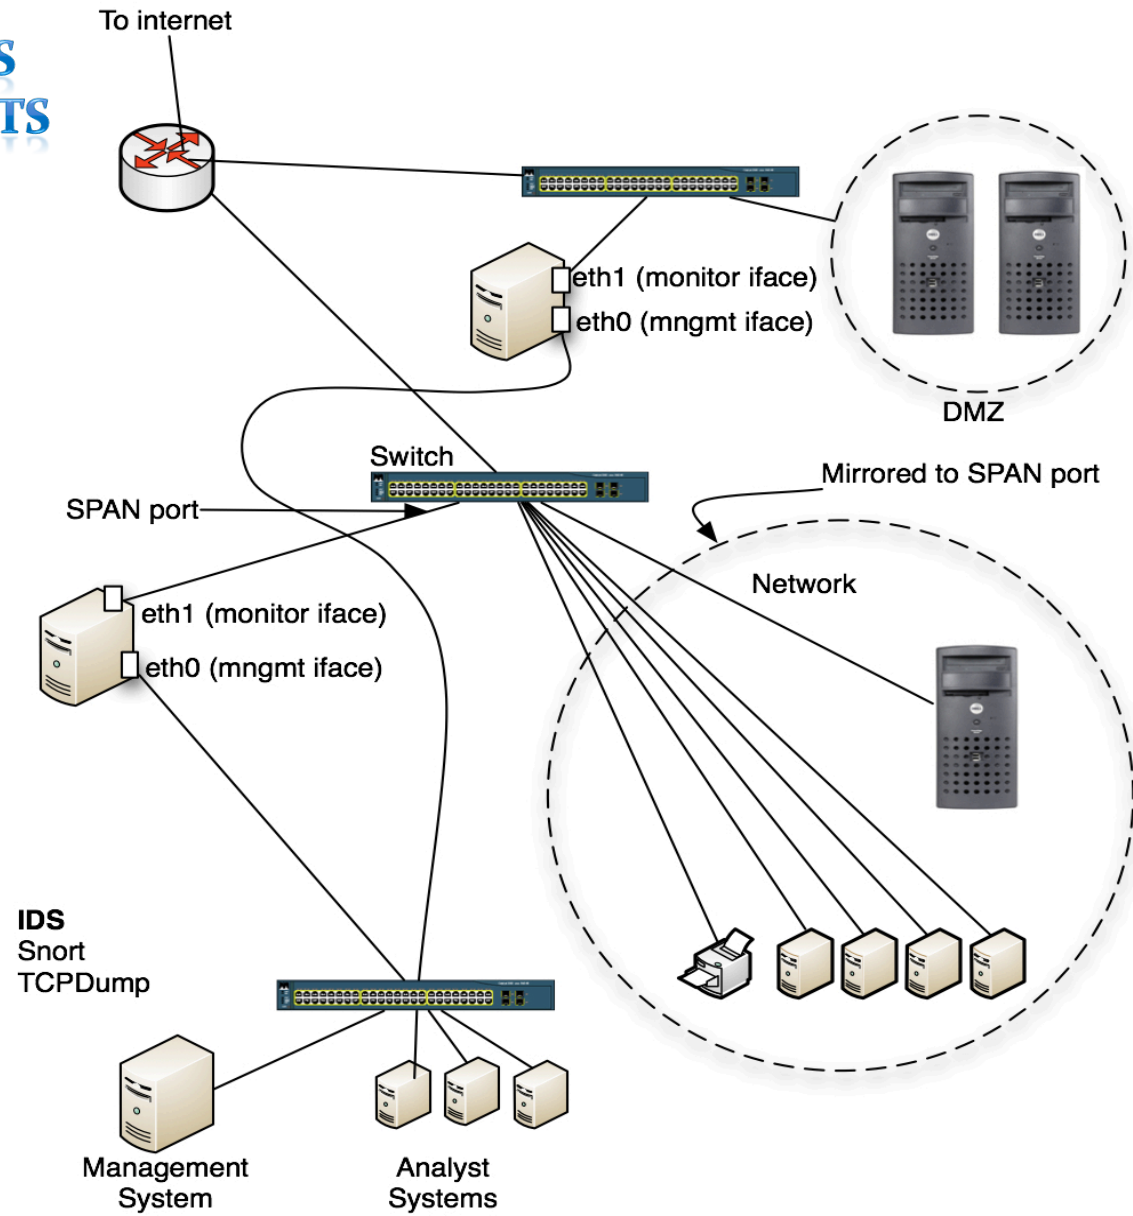 To internet
S
TS
eth1 (monitor iface)
eth0 (mngmt iface)
DMZ
Switch
Mirrored to SPAN port
SPAN port
Network
eth1 (monitor iface)
eth0 (mngmt iface)
IDS
Snort
TCPDump
Management
System
Analyst
Systems